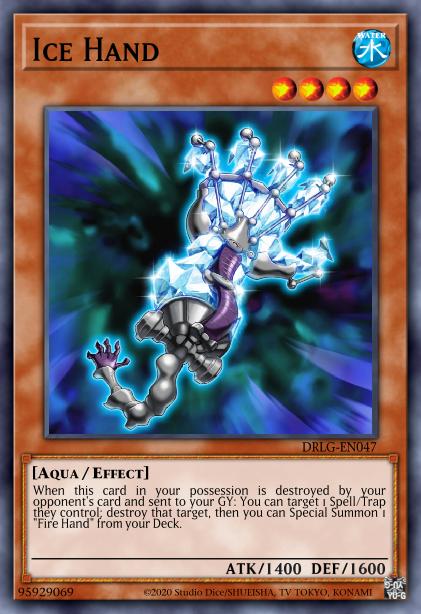 Ice Hand
WATER
水
DRLG-EN047
[Aqua / Effect]
When this card in your possession is destroyed by your
opponent's card and sent to your GY: You can target 1 Spell/Trap
they control; destroy that target, then you can Special Summon 1
"Fire Hand" from your Deck.
ATK/1400 DEF/1600
95929069
©2020 Studio Dice/SHUEISHA, TV TOKYO, KONAMI